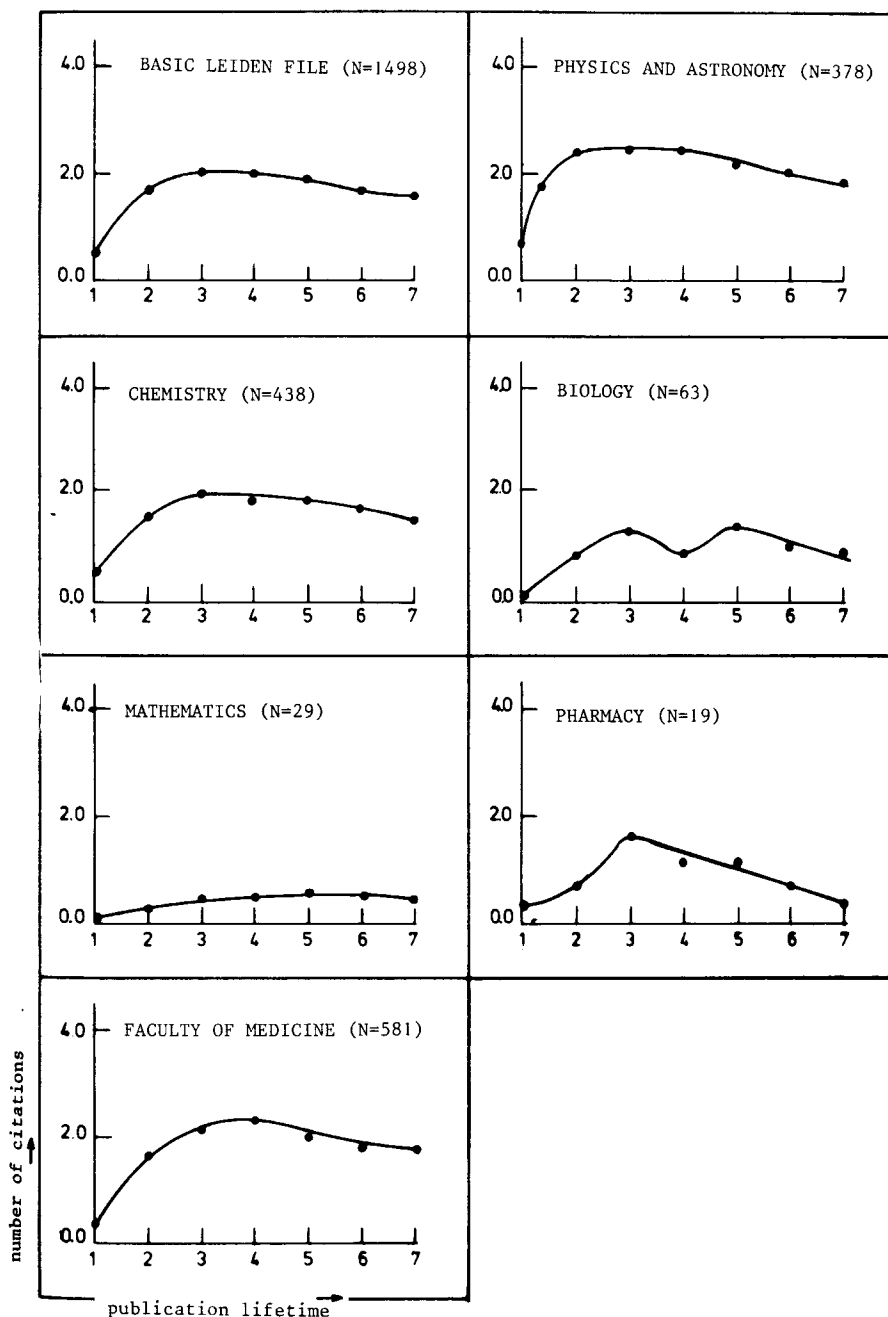 BASIC LEIDEN FILE (N=1498)
4.0
2.0
0.0
1 2 3 4 5 6 7
PHYSICS AND ASTRONOMY (N=378)
4.0
2.0
0.0
1 2 3 4 5 6 7
CHEMISTRY (N=438)
4.0
2.0
0.0
1 2 3 4 5 6 7
BIOLOGY (N=63)
4.0
2.0
0.0
1 2 3 4 5 6 7
MATHEMATICS (N=29)
4.0
2.0
0.0
1 2 3 4 5 6 7
PHARMACY (N=19)
4.0
2.0
0.0
1 2 3 4 5 6 7
FACULTY OF MEDICINE (N=581)
4.0
2.0
0.0
1 2 3 4 5 6 7
number of citations
publication lifetime